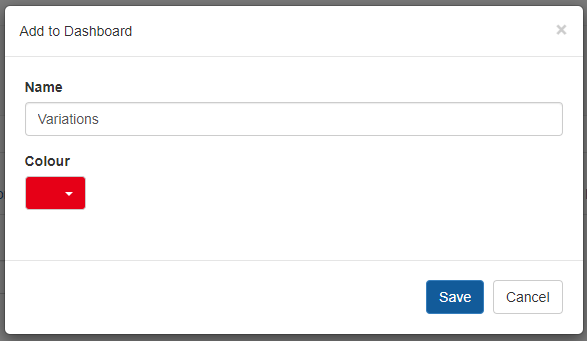 Add to Dashboard ×
Name
Variations
Colour
Save Cancel